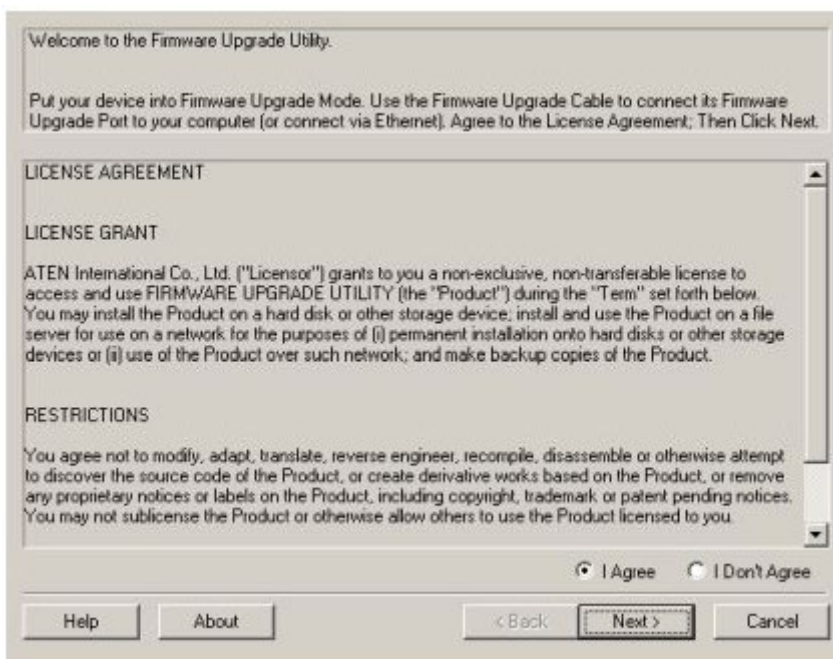 Welcome to the Firmware Upgrade Utility.
Put your device into Firmware Upgrade Mode. Use the Firmware Upgrade Cable to connect its Firmware
Upgrade Port to your computer (or connect via Ethernet). Agree to the License Agreement; Then Click Next.
LICENSE AGREEMENT
LICENSE GRANT
ATEN International Co., Ltd. ("Licensor") grants to you a non-exclusive, non-transferable license to
access and use FIRMWARE UPGRADE UTILITY (the "Product") during the "Term" set forth below.
You may install the Product on a hard disk or other storage device; install and use the Product on a file
server for use on a network for the purposes of (i) permanent installation onto hard disks or other storage
devices or (ii) use of the Product over such network; and make backup copies of the Product.
RESTRICTIONS
You agree not to modify, adapt, translate, reverse engineer, recompile, disassemble or otherwise attempt
to discover the source code of the Product, or create derivative works based on the Product, or remove
any proprietary notices or labels on the Product, including copyright, trademark or patent pending notices.
You may not sublicense the Product or otherwise allow others to use the Product licensed to you.
I Agree I Don't Agree
Help About < Back Next > Cancel